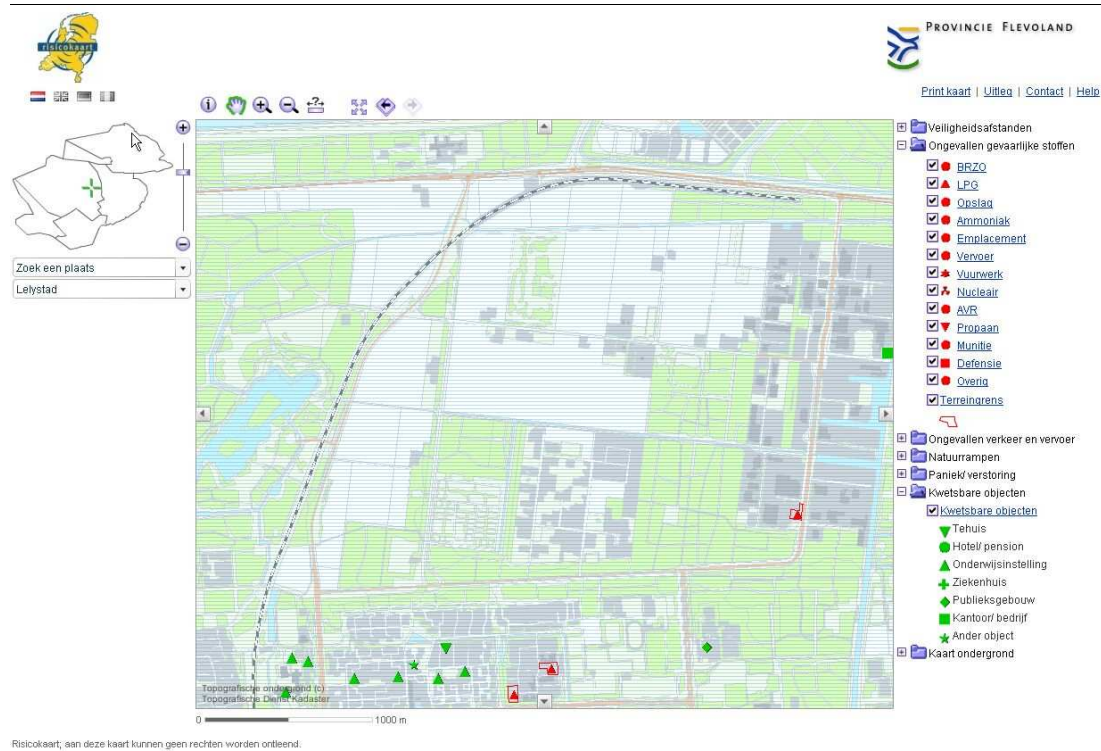 risicokaart
PROVINCIE FLEVOLAND
Print kaart | Uitleg | Contact | Help
Zoek een plaats
Lelystad
Veiligheidsafstanden
Ongevallen gevaarlijke stoffen
BRZO
LPG
Opslag
Ammoniak
Emplacement
Vervoer
Vuurwerk
Nucleair
AVR
Propaan
Munitie
Defensie
Overig
Terreingrens
Ongevallen verkeer en vervoer
Natuurrampen
Paniek/ verstoring
Kwetsbare objecten
Kwetsbare objecten
Tehuis
Hotel/ pension
Onderwijsinstelling
Ziekenhuis
Publieksgebouw
Kantoor/ bedrijf
Ander object
Kaart ondergrond
Topografische ondergrond (c)
Topografische Dienst Kadaster
0 1000 m
Risicokaart; aan deze kaart kunnen geen rechten worden ontleend.